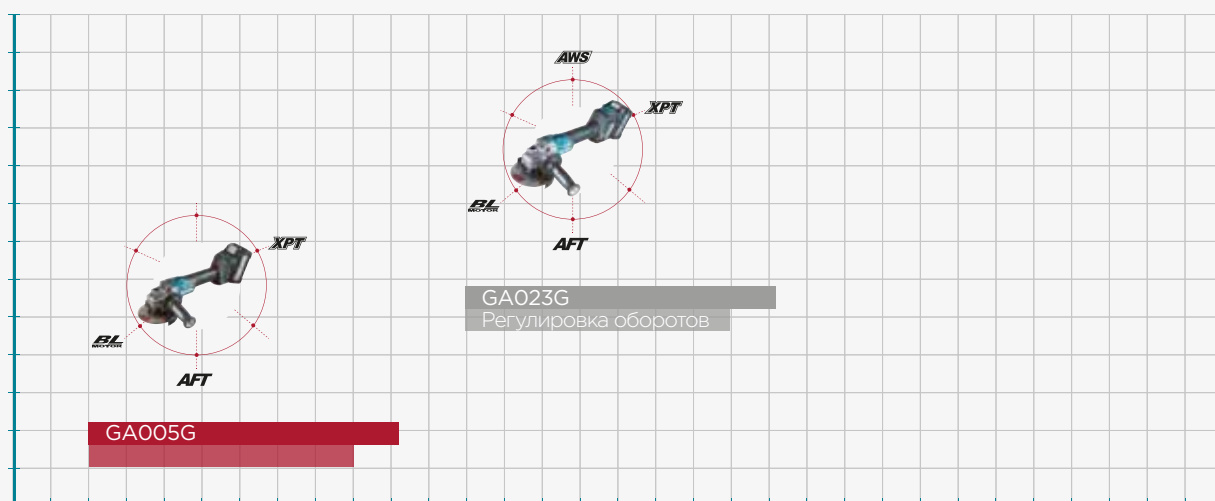 AWS
XPT
BL
MOTOR
AFT
GA023G
Регулировка оборотов
XPT
BL
MOTOR
AFT
GA005G